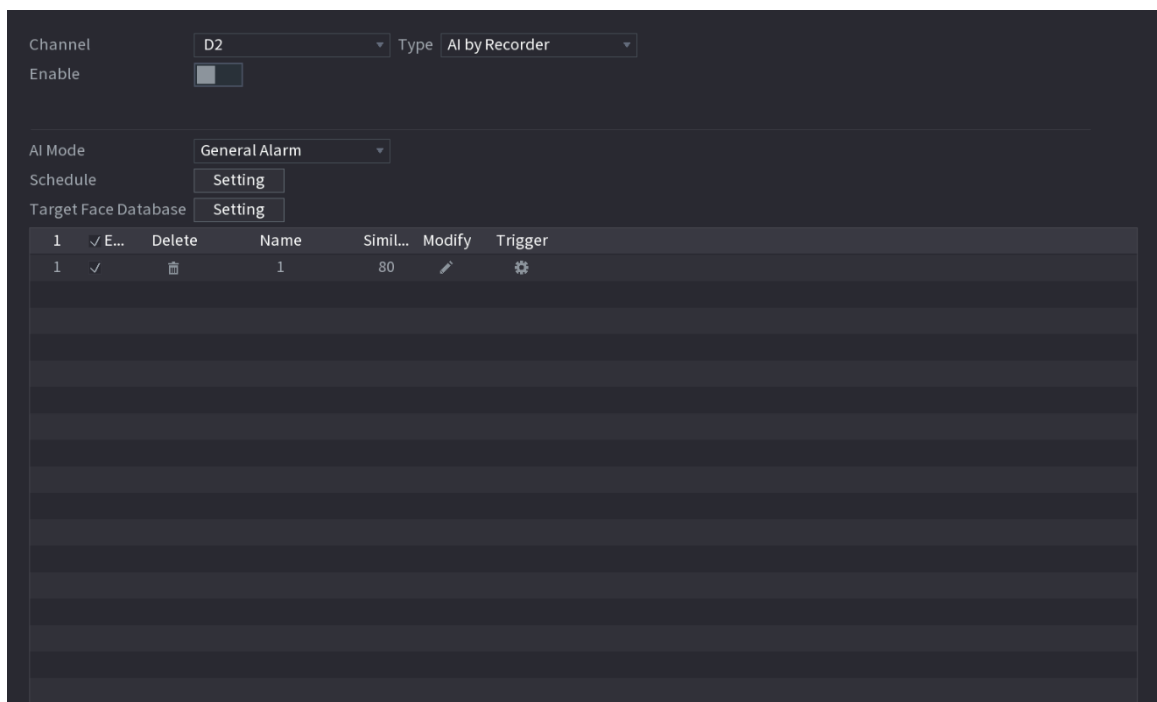 Channel D2 Type AI by Recorder
Enable
AI Mode General Alarm
Schedule Setting
Target Face Database Setting
1 E... Delete Name Simil... Modify Trigger
1 1 80